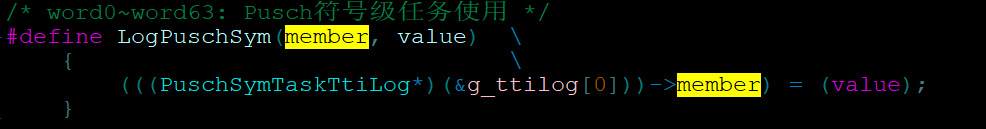 /* word0~word63: Pusch符号级任务使用 */
#define LogPuschSym(member, value) \
{ \
(((PuschSymTaskTtiLog*)(&g_ttilog[0]))->member) = (value);
}